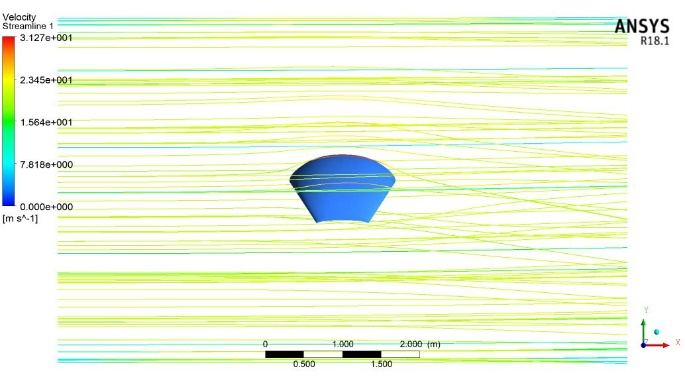 Velocity
Streamline 1
3.127e+001
2.345e+001
1.564e+001
7.818e+000
0.000e+000
[m s^-1]
ANSYS
R18.1
0 1.000 2.000 (m)
0.500 1.500
Y
Z X